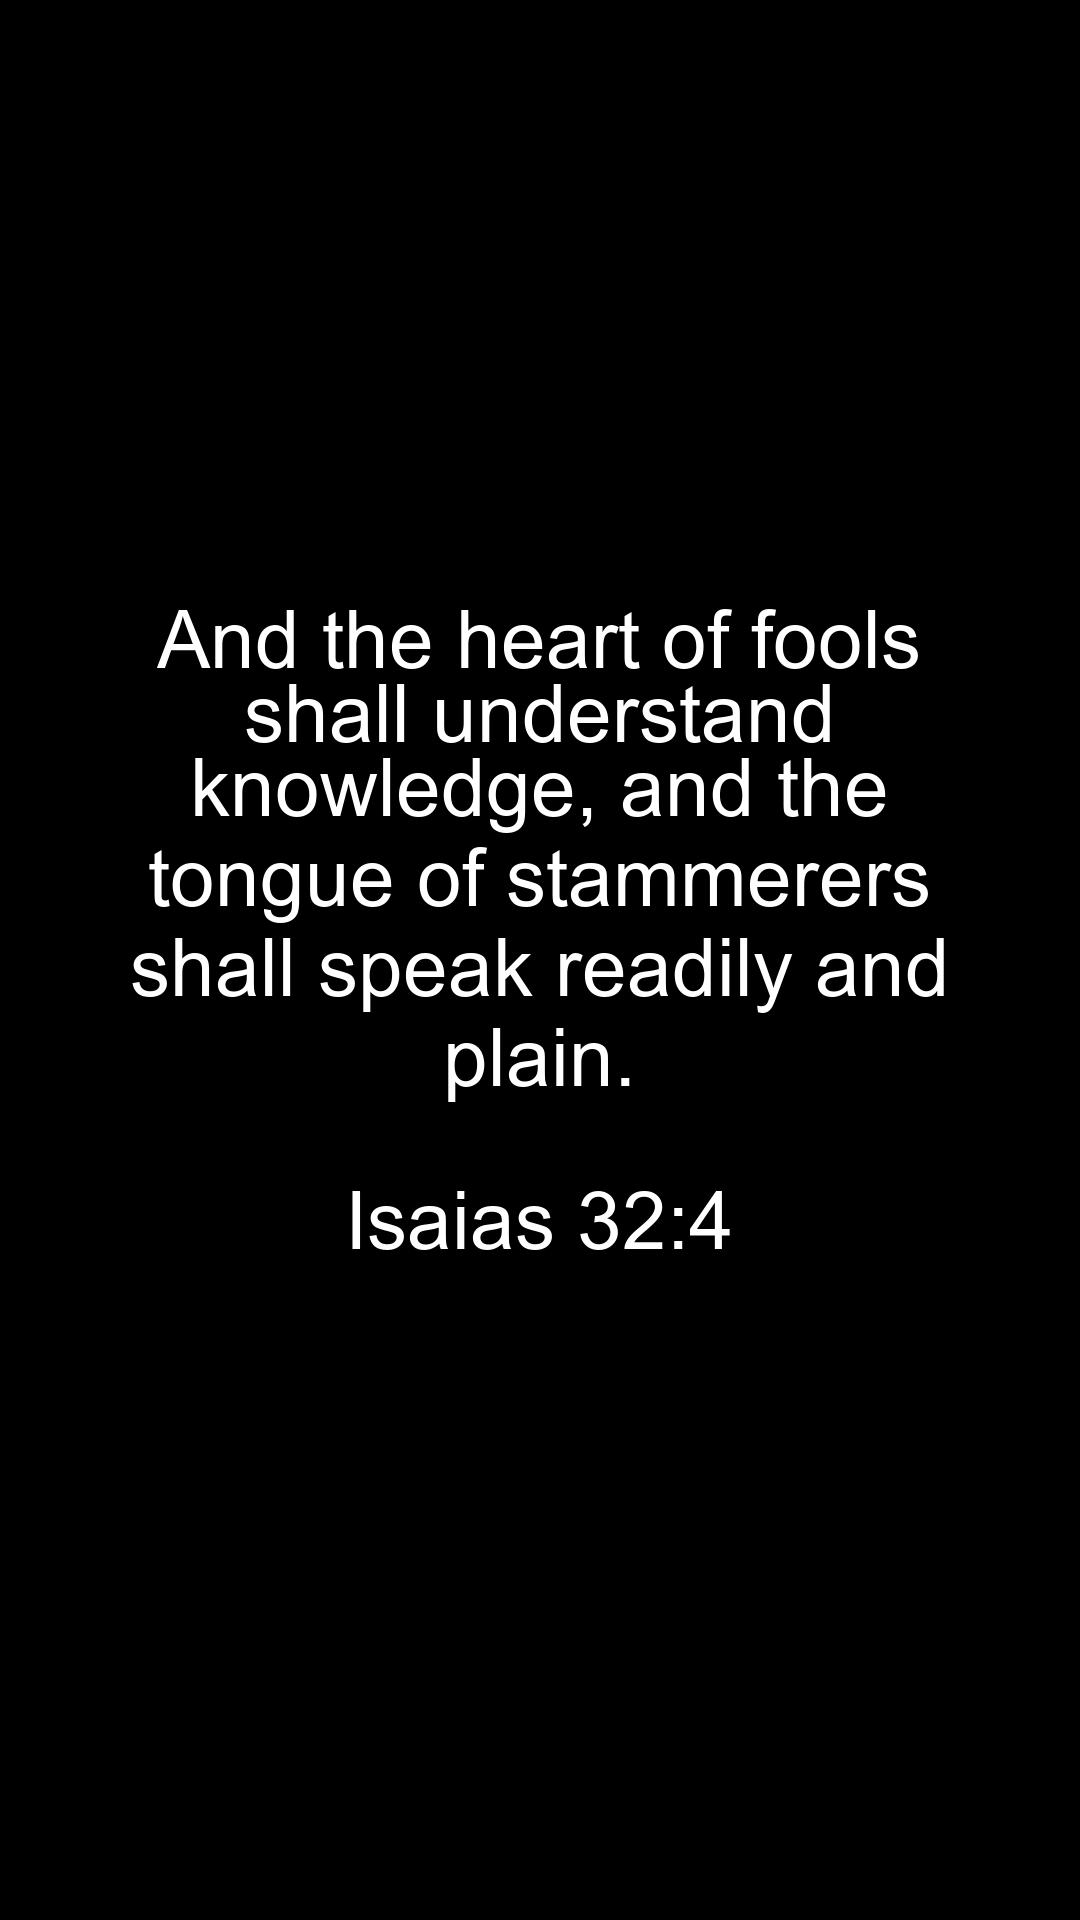 And the heart of fools
shall understand
knowledge, and the
tongue of stammerers
shall speak readily and
plain.
Isaias 32:4